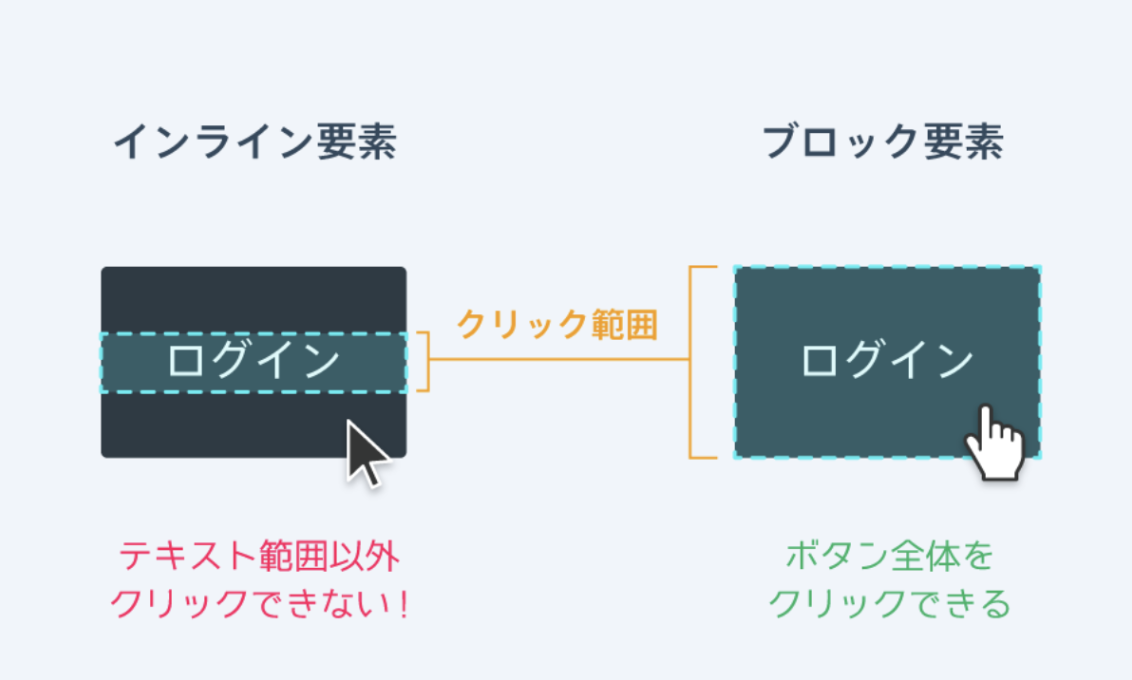 インライン要素
ブロック要素
クリック範囲
ログイン
ログイン
テキスト範囲以外
クリックできない!
ボタン全体を
クリックできる